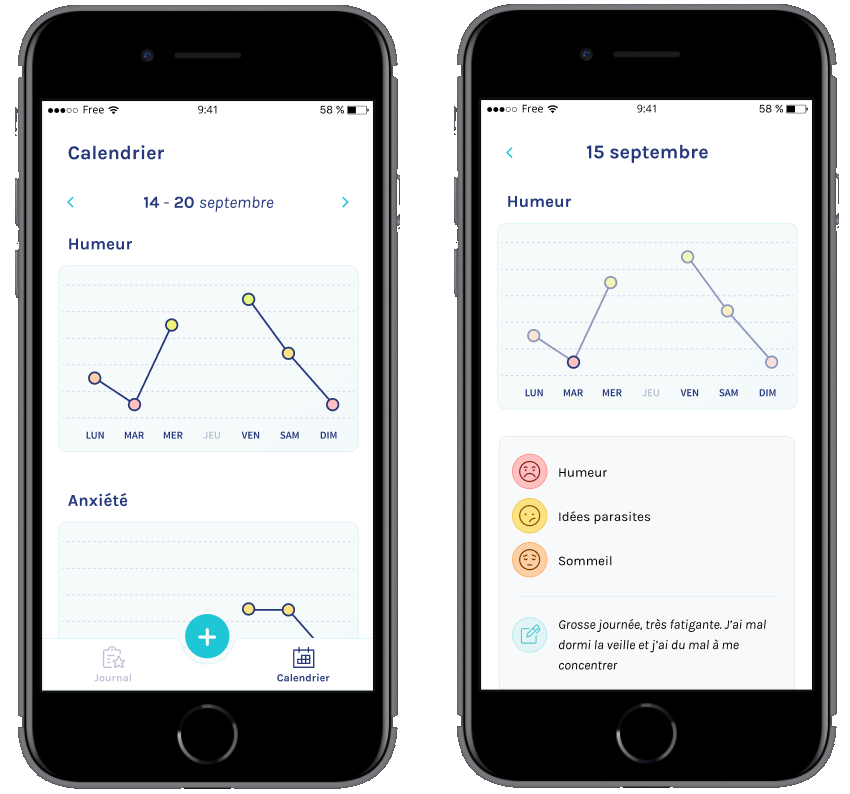 Free 9:41 58 %
Calendrier
14 - 20 septembre
Humeur
LUN MAR MER JEU VEN SAM DIM
Anxiété
Journal Calendrier
Free 9:41 58 %
15 septembre
Humeur
LUN MAR MER JEU VEN SAM DIM
Humeur
Idées parasites
Sommeil
Grosse journée, très fatigante. J’ai mal
dormi la veille et j’ai du mal à me
concentrer